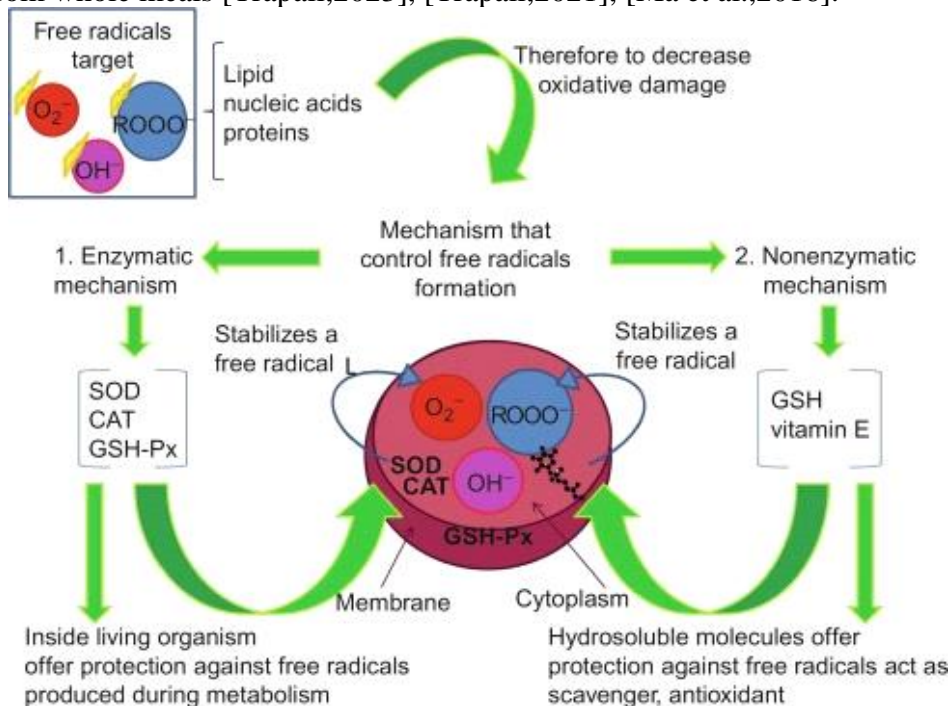 Free radicals
target
O₂⁻
ROOO⁻
OH⁻
Lipid
nucleic acids
proteins
Therefore to decrease
oxidative damage
Mechanism that
control free radicals
formation
1. Enzymatic
mechanism
2. Nonenzymatic
mechanism
Stabilizes a
free radical
Stabilizes a
free radical
SOD
CAT
GSH-Px
GSH
vitamin E
O₂⁻
ROOO⁻
SOD
CAT
OH⁻
GSH-Px
Membrane
Cytoplasm
Inside living organism
offer protection against free radicals
produced during metabolism
Hydrosoluble molecules offer
protection against free radicals act as
scavenger, antioxidant